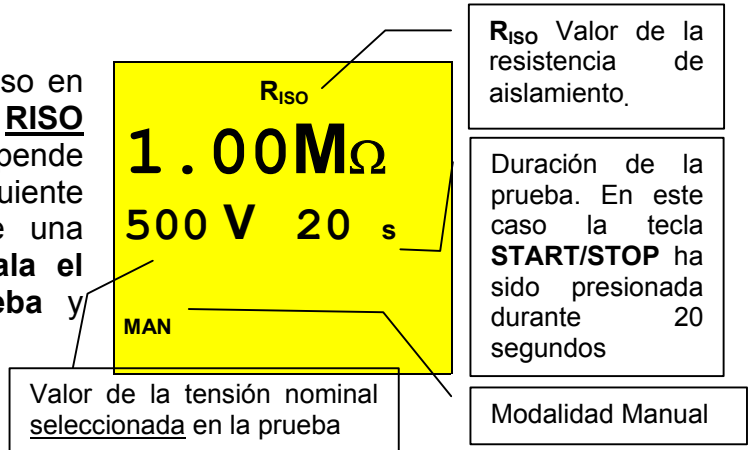 so en
RISO
pende
uiente
e una
ala el
eba y
R_ISO
1.00MΩ
500 V 20 s
MAN
R_ISO Valor de la
resistencia de
aislamiento.
Duración de la
prueba. En este
caso la tecla
START/STOP ha
sido presionada
durante 20
segundos
Valor de la tensión nominal
seleccionada en la prueba
Modalidad Manual